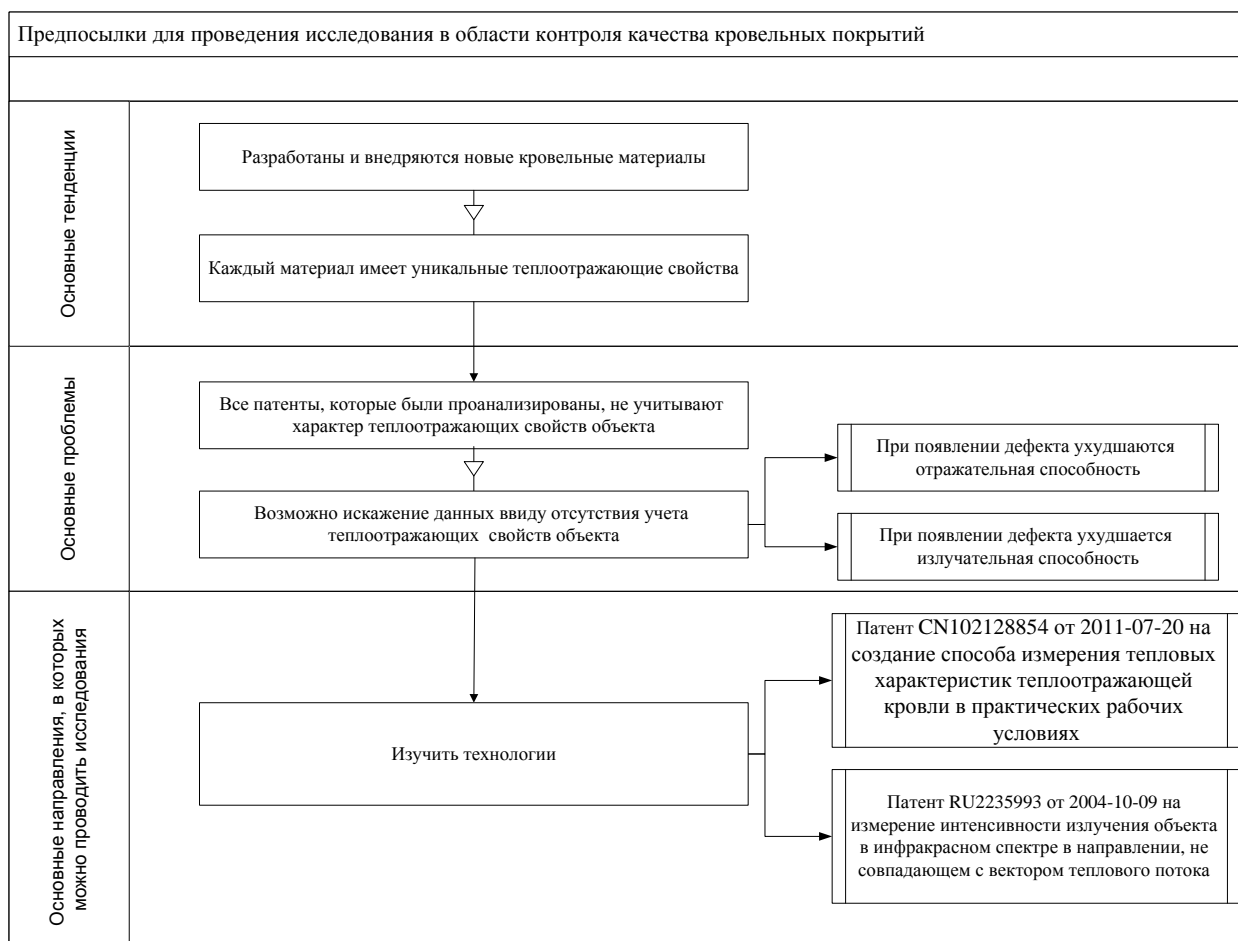 Предпосылки для проведения исследования в области контроля качества кровельных покрытий
Основные тенденции
Разработаны и внедряются новые кровельные материалы
Каждый материал имеет уникальные теплоотражающие свойства
Основные проблемы
Все патенты, которые были проанализированы, не учитывают
характер теплоотражающих свойств объекта
Возможно искажение данных ввиду отсутствия учета
теплоотражающих свойств объекта
При появлении дефекта ухудшаются
отражательная способность
При появлении дефекта ухудшается
излучательная способность
Основные направления, в которых
можно проводить исследования
Изучить технологии
Патент CN102128854 от 2011-07-20 на
создание способа измерения тепловых
характеристик теплоотражающей
кровли в практических рабочих
условиях
Патент RU2235993 от 2004-10-09 на
измерение интенсивности излучения объекта
в инфракрасном спектре в направлении, не
совпадающем с вектором теплового потока